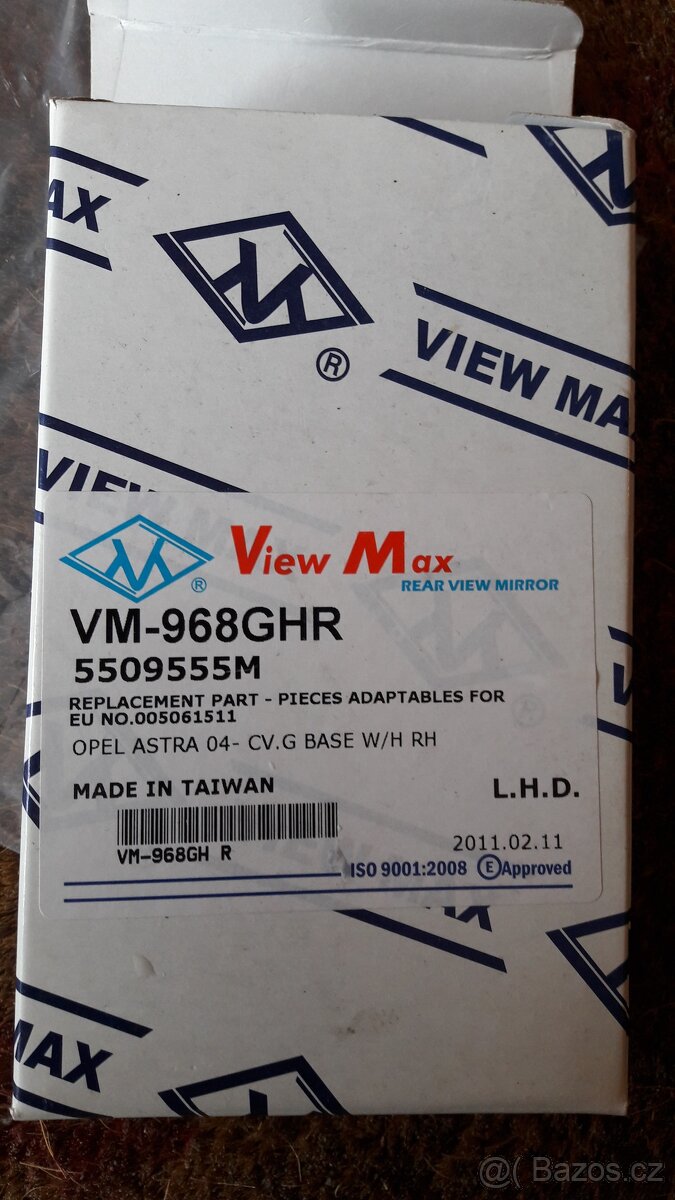 AX
®
VIEW MA
VIEW
View Max
®
REAR VIEW MIRROR
VM-968GHR
5509555M
REPLACEMENT PART - PIECES ADAPTABLES FOR
EU NO.005061511
OPEL ASTRA 04- CV.G BASE W/H RH
MADE IN TAIWAN
L.H.D.
VM-968GH R
2011.02.11
ISO 9001:2008 E Approved
MAX
@( Bazos.cz